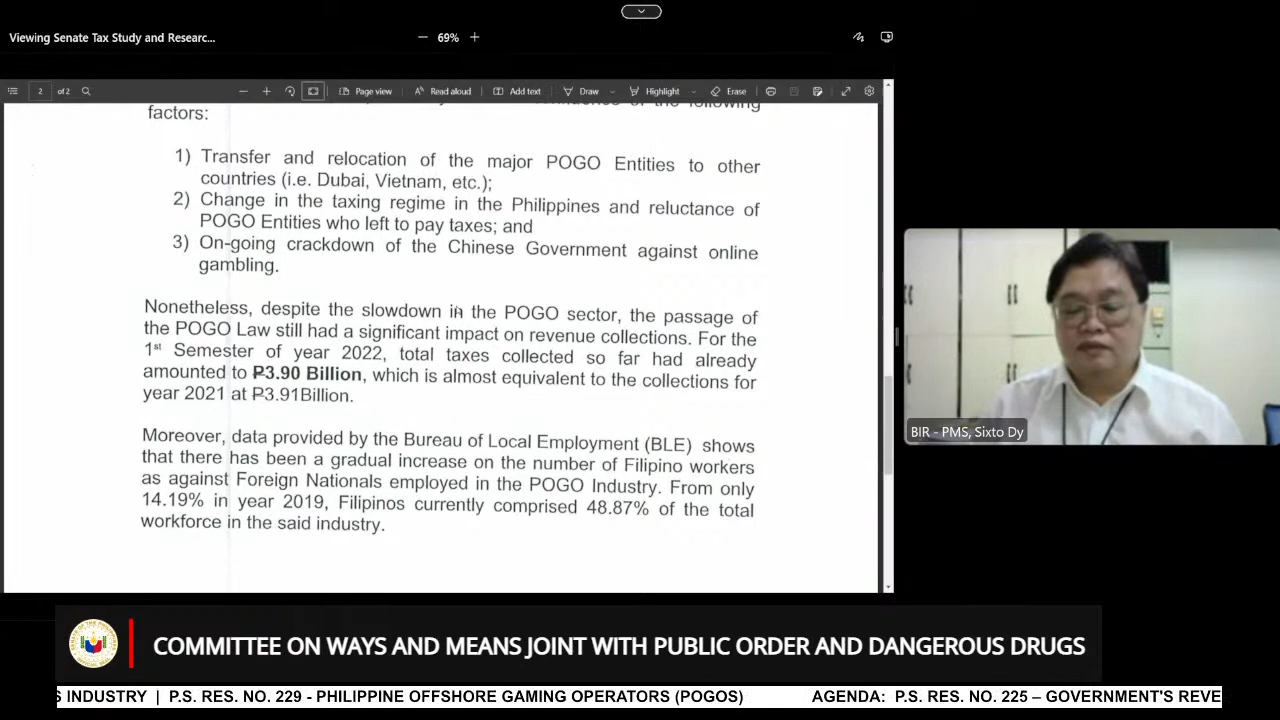 Viewing Senate Tax Study and Researc...
69%
2 of 2
Page view
Read aloud
Add text
Draw
Highlight
Erase
following
factors:
1) Transfer and relocation of the major POGO Entities to other
countries (i.e. Dubai, Vietnam, etc.);
2) Change in the taxing regime in the Philippines and reluctance of
POGO Entities who left to pay taxes; and
3) On-going crackdown of the Chinese Government against online
gambling.
Nonetheless, despite the slowdown in the POGO sector, the passage of
the POGO Law still had a significant impact on revenue collections. For the
1st Semester of year 2022, total taxes collected so far had already
amounted to ₱3.90 Billion, which is almost equivalent to the collections for
year 2021 at ₱3.91Billion.
Moreover, data provided by the Bureau of Local Employment (BLE) shows
that there has been a gradual increase on the number of Filipino workers
as against Foreign Nationals employed in the POGO Industry. From only
14.19% in year 2019, Filipinos currently comprised 48.87% of the total
workforce in the said industry.
BIR - PMS, Sixto Dy
COMMITTEE ON WAYS AND MEANS JOINT WITH PUBLIC ORDER AND DANGEROUS DRUGS
S INDUSTRY | P.S. RES. NO. 229 - PHILIPPINE OFFSHORE GAMING OPERATORS (POGOS) AGENDA: P.S. RES. NO. 225 – GOVERNMENT'S REVE